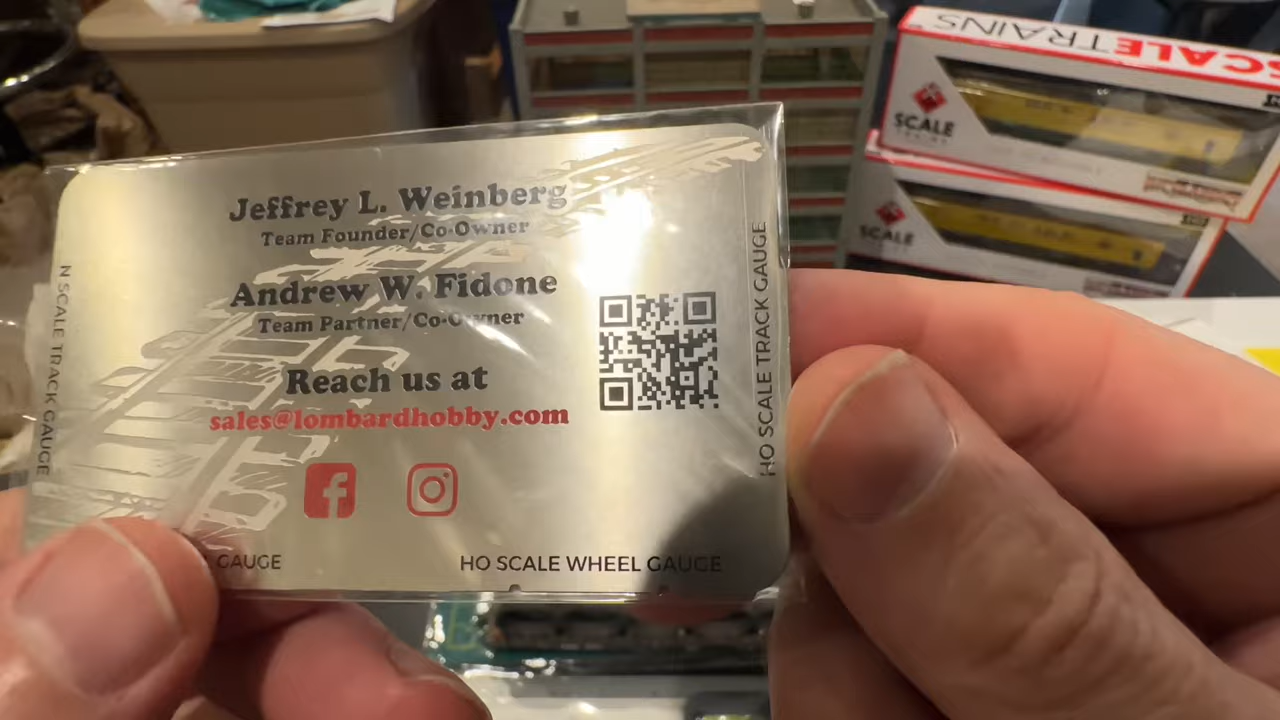 SCALETRAINS
SCALE
TRAINS
SCALE
Jeffrey L. Weinberg
Team Founder/Co-Owner
Andrew W. Fidone
Team Partner/Co-Owner
Reach us at
sales@lombardhobby.com
N SCALE TRACK GAUGE
HO SCALE TRACK GAUGE
GAUGE
HO SCALE WHEEL GAUGE